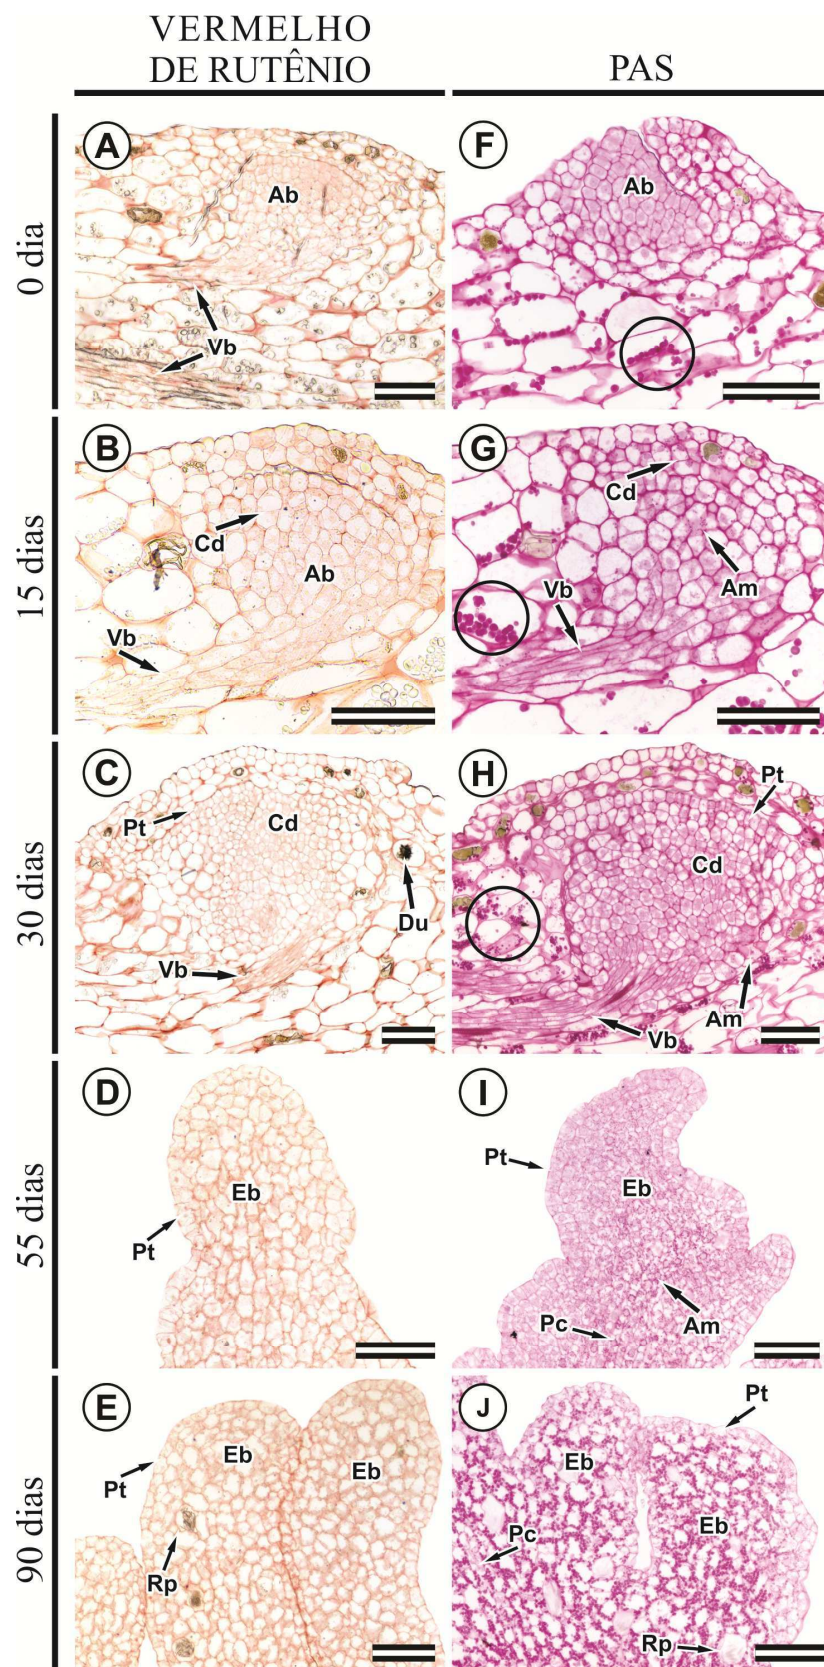 VERMELHO
DE RUTÊNIO
PAS
0 dia
A
Ab
Vb
F
Ab
15 dias
B
Cd
Ab
Vb
G
Cd
Am
Vb
30 dias
C
Pt
Cd
Du
Vb
H
Pt
Cd
Am
Vb
55 dias
D
Eb
Pt
I
Pt
Eb
Pc
Am
90 dias
E
Eb
Eb
Pt
Rp
J
Pt
Eb
Eb
Pc
Rp